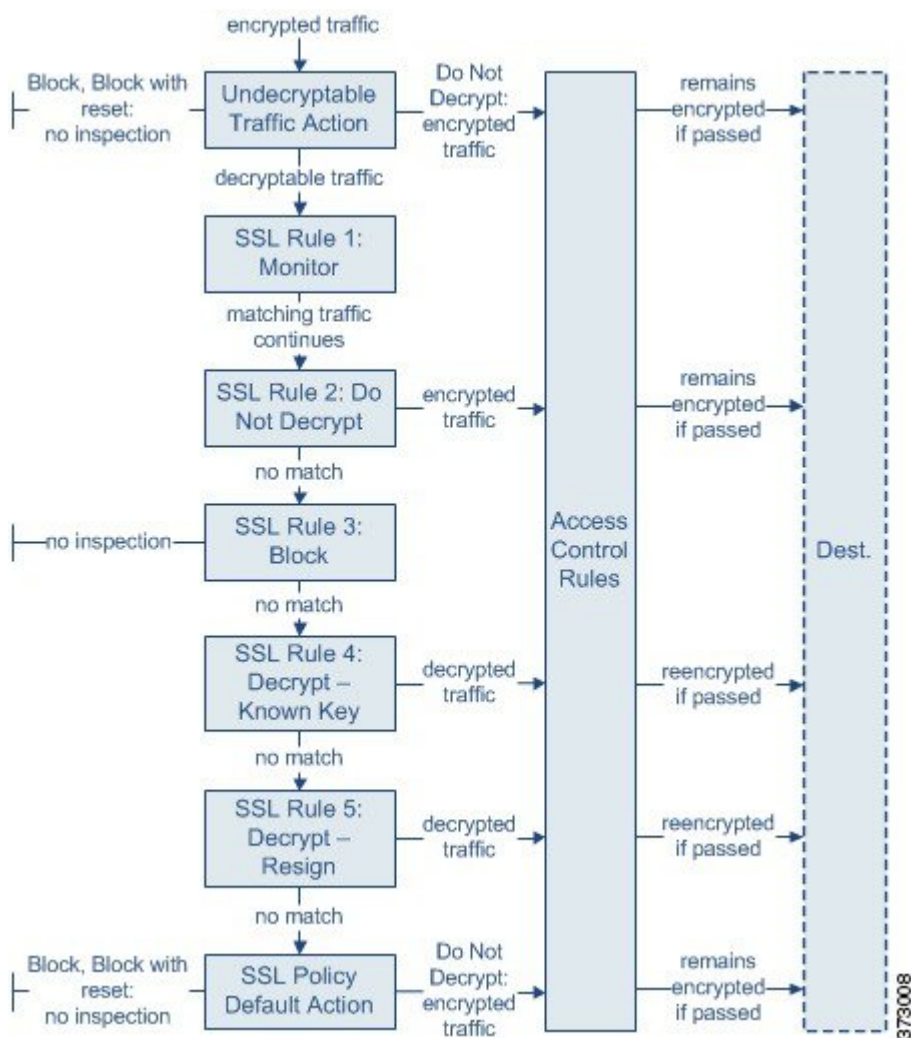 encrypted traffic
Block, Block with
reset:
no inspection
Undecryptable
Traffic Action
Do Not
Decrypt:
encrypted
traffic
remains
encrypted
if passed
decryptable traffic
SSL Rule 1:
Monitor
matching traffic
continues
SSL Rule 2: Do
Not Decrypt
encrypted
traffic
remains
encrypted
if passed
no match
no inspection
SSL Rule 3:
Block
Access
Control
Rules
Dest.
no match
SSL Rule 4:
Decrypt –
Known Key
decrypted
traffic
reencrypted
if passed
no match
SSL Rule 5:
Decrypt –
Resign
decrypted
traffic
reencrypted
if passed
no match
Block, Block with
reset:
no inspection
SSL Policy
Default Action
Do Not
Decrypt:
encrypted
traffic
remains
encrypted
if passed
373008